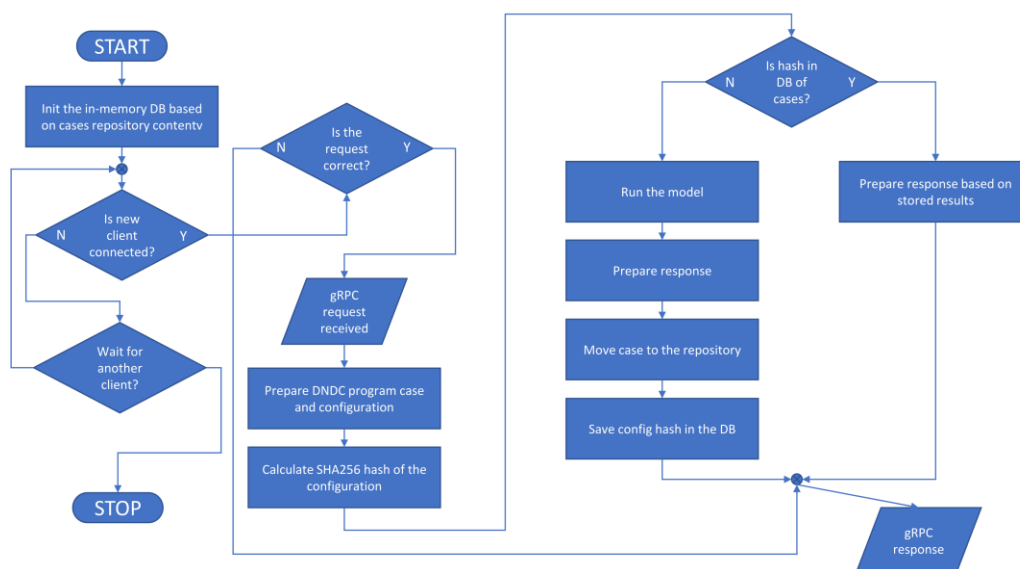 START
Init the in-memory DB based
on cases repository contentv
Is new
client
connected?
N
Y
Wait for
another
client?
STOP
Is the
request
correct?
N
Y
gRPC
request
received
Prepare DNDC program case
and configuration
Calculate SHA256 hash of the
configuration
Is hash in
DB of
cases?
N
Y
Run the model
Prepare response
Move case to the repository
Save config hash in the DB
Prepare response based on
stored results
gRPC
response